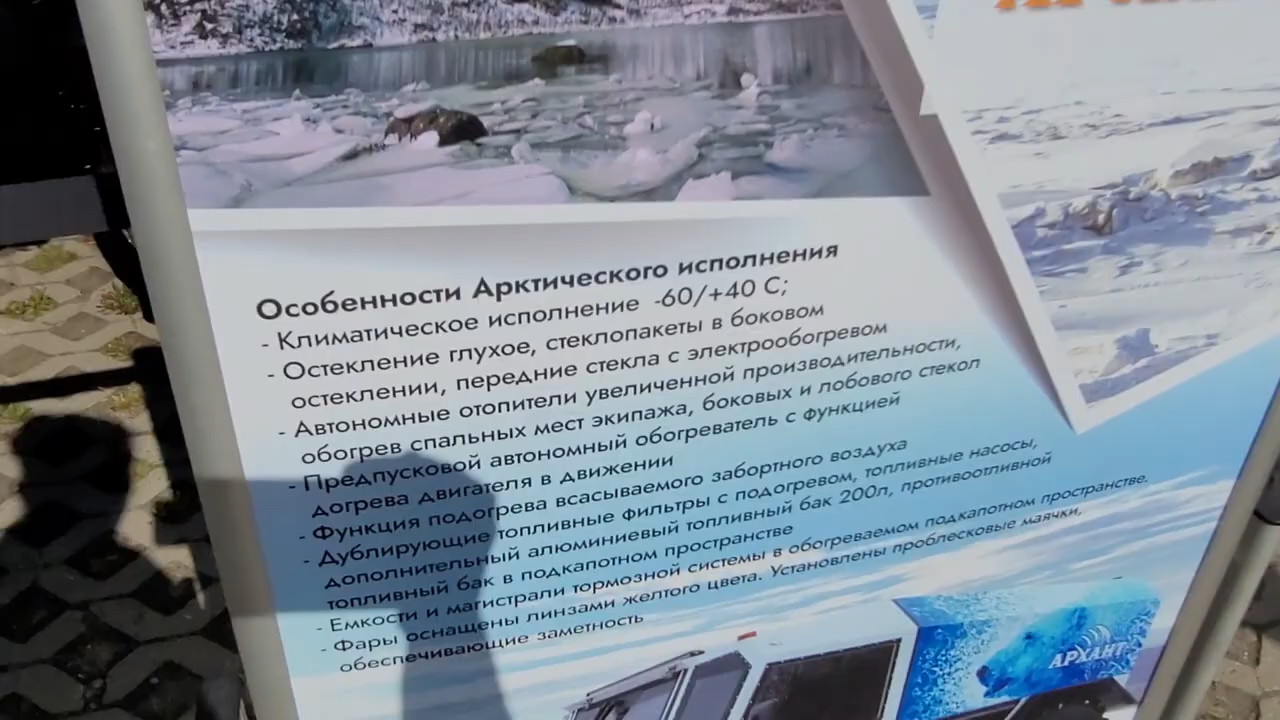 Особенности Арктического исполнения
- Климатическое исполнение -60/+40 С;
- Остекление глухое, стеклопакеты в боковом
остеклении, передние стекла с электрообогревом
- Автономные отопители увеличенной производительности,
обогрев спальных мест экипажа, боковых и лобового стекол
- Предпусковой автономный обогреватель с функцией
догрева двигателя в движении
- Функция подогрева всасываемого забортного воздуха
- Дублирующие топливные фильтры с подогревом, топливные насосы,
дополнительный алюминиевый топливный бак 200л, противоотливной
топливный бак в подкапотном пространстве
- Емкости и магистрали тормозной системы в обогреваемом подкапотном пространстве.
- Фары оснащены линзами желтого цвета. Установлены проблесковые маячки,
обеспечивающие заметность
АРХАНТ